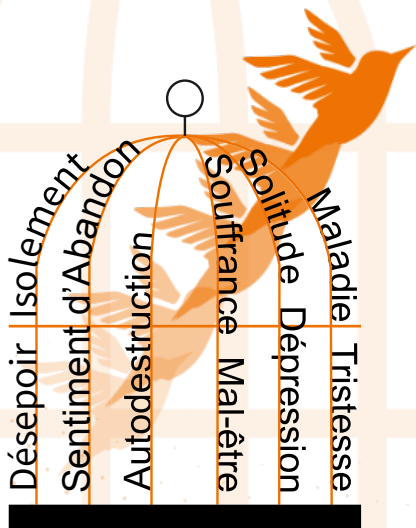 Désepoir Isolement
Sentiment d'Abandon
Autodestruction
Souffrance Mal-être
Solitude Dépression
Maladie Tristesse